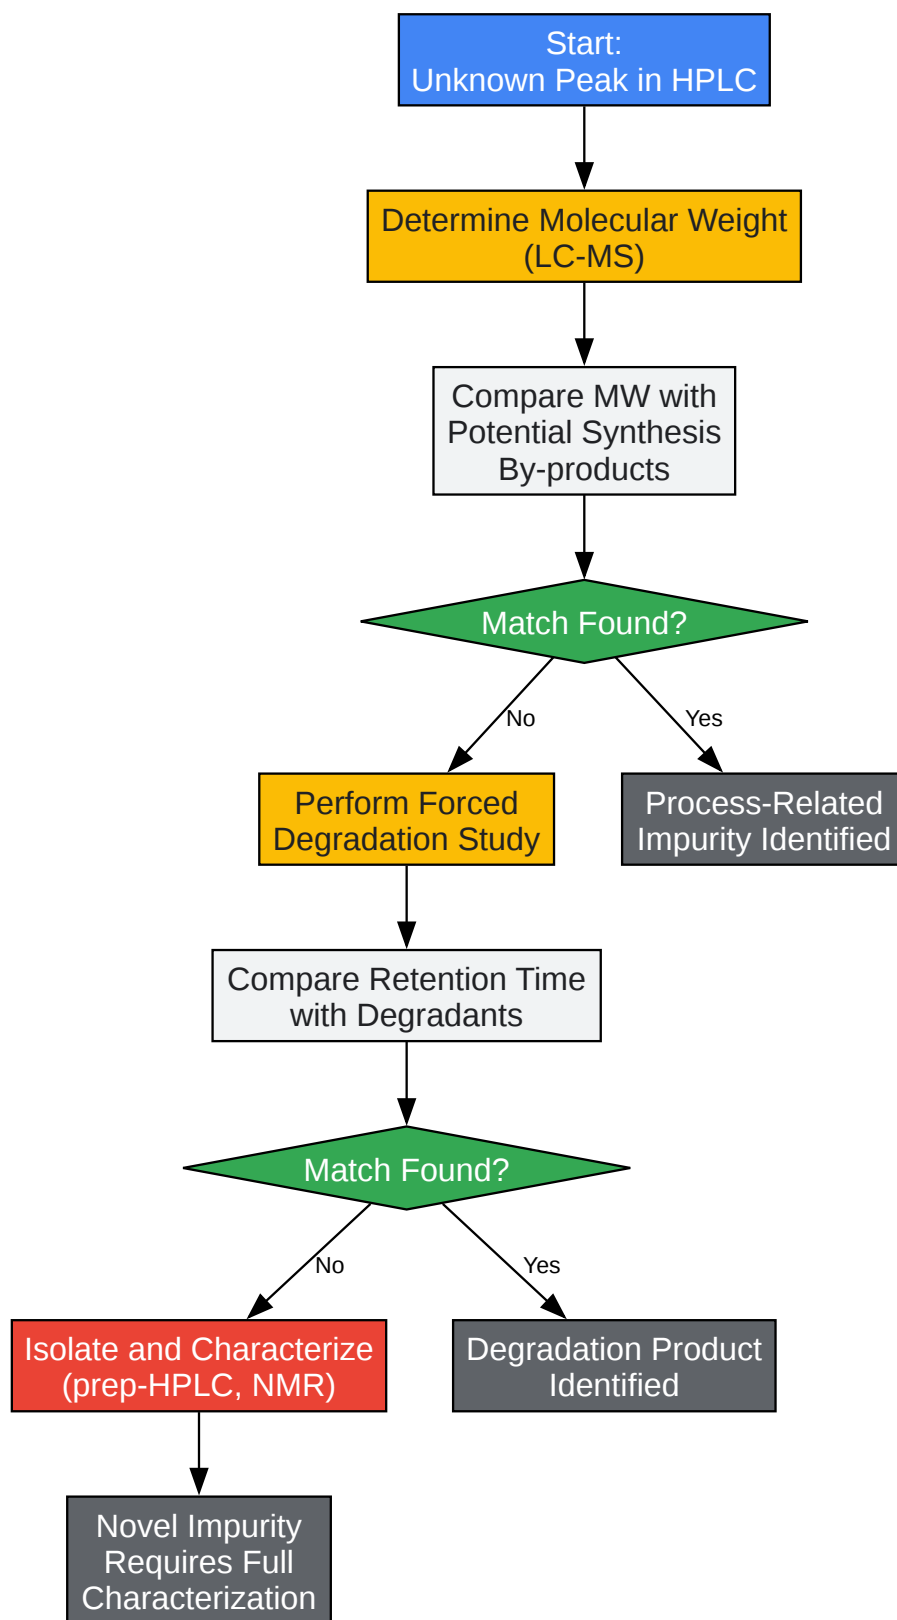 Start:
Unknown Peak in HPLC
Determine Molecular Weight
(LC-MS)
Compare MW with
Potential Synthesis
By-products
Match Found?
No
Yes
Perform Forced
Degradation Study
Process-Related
Impurity Identified
Compare Retention Time
with Degradants
Match Found?
No
Yes
Isolate and Characterize
(prep-HPLC, NMR)
Degradation Product
Identified
Novel Impurity
Requires Full
Characterization